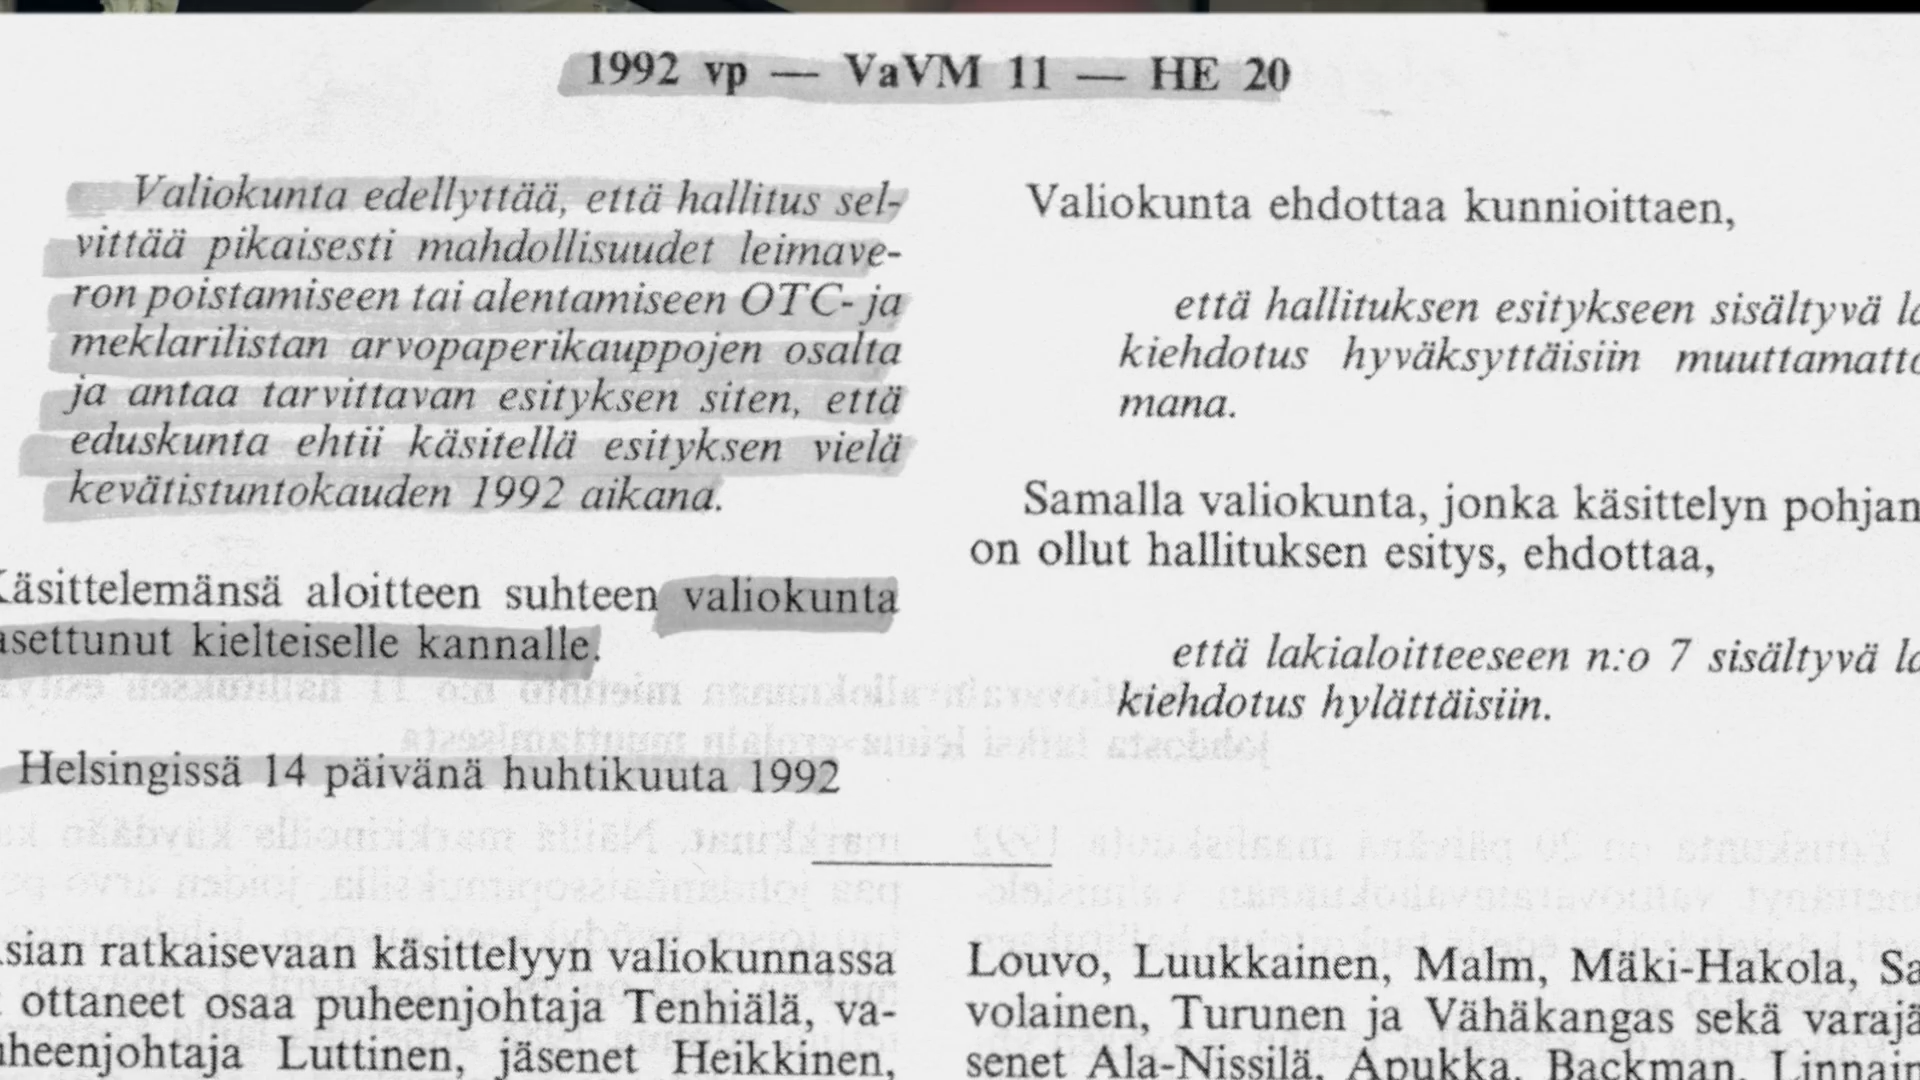 1992 vp — VaVM 11 — HE 20
Valiokunta edellyttää, että hallitus sel-
vittää pikaisesti mahdollisuudet leimave-
ron poistamiseen tai alentamiseen OTC- ja
meklarilistan arvopaperikauppojen osalta
ja antaa tarvittavan esityksen siten, että
eduskunta ehtii käsitellä esityksen vielä
kevätistuntokauden 1992 aikana.
Käsittelemänsä aloitteen suhteen valiokunta
asettunut kielteiselle kannalle.
Helsingissä 14 päivänä huhtikuuta 1992
sian ratkaisevaan käsittelyyn valiokunnassa
ottaneet osaa puheenjohtaja Tenhiälä, va-
heenjohtaja Luttinen, jäsenet Heikkinen,
Valiokunta ehdottaa kunnioittaen,
että hallituksen esitykseen sisältyvä la
kiehdotus hyväksyttäisiin muuttamatto
mana.
Samalla valiokunta, jonka käsittelyn pohjan
on ollut hallituksen esitys, ehdottaa,
että lakialoitteeseen n:o 7 sisältyvä la
kiehdotus hylättäisiin.
Louvo, Luukkainen, Malm, Mäki-Hakola, Sa
volainen, Turunen ja Vähäkangas sekä varajä
senet Ala-Nissilä, Apukka, Backman, Linnain